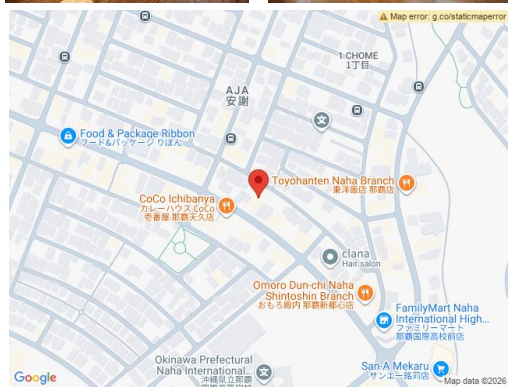 Map error: g.co/staticmaperror
1 CHOME
1丁目
AJA
安謝
文
Food & Package Ribbon
フード&パッケージ りぼん
Toyohanten Naha Branch
東洋飯店 那覇店
CoCo Ichibanya
カレーハウス CoCo
壱番屋 那覇天久店
clana
Hair salon
Omoro Dun-chi Naha
Shintoshin Branch
おもろ殿内 那覇新都心店
FamilyMart Naha
International High...
ファミリーマート
那覇国際高校前店
Okinawa Prefectural
Naha International...
沖縄県立那覇
文
San-A Mekaru
サンエー銘苅店
Google
Map data ©2026